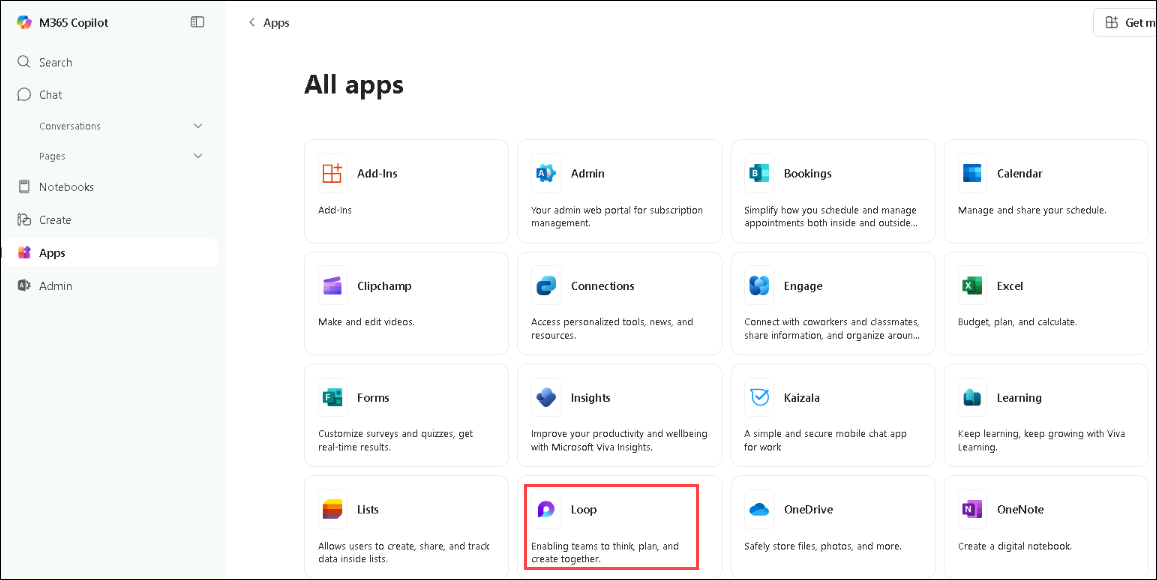 M365 Copilot
Search
Chat
Conversations
Pages
Notebooks
Create
Apps
Admin
Apps
Get m
All apps
Add-Ins
Add-Ins
Admin
Your admin web portal for subscription
management.
Bookings
Simplify how you schedule and manage
appointments both inside and outside...
Calendar
Manage and share your schedule.
Clipchamp
Make and edit videos.
Connections
Access personalized tools, news, and
resources.
Engage
Connect with coworkers and classmates,
share information, and organize aroun...
Excel
Budget, plan, and calculate.
Forms
Customize surveys and quizzes, get
real-time results.
Insights
Improve your productivity and wellbeing
with Microsoft Viva Insights.
Kaizala
A simple and secure mobile chat app
for work
Learning
Keep learning, keep growing with Viva
Learning.
Lists
Allows users to create, share, and track
data inside lists.
Loop
Enabling teams to think, plan, and
create together.
OneDrive
Safely store files, photos, and more.
OneNote
Create a digital notebook.